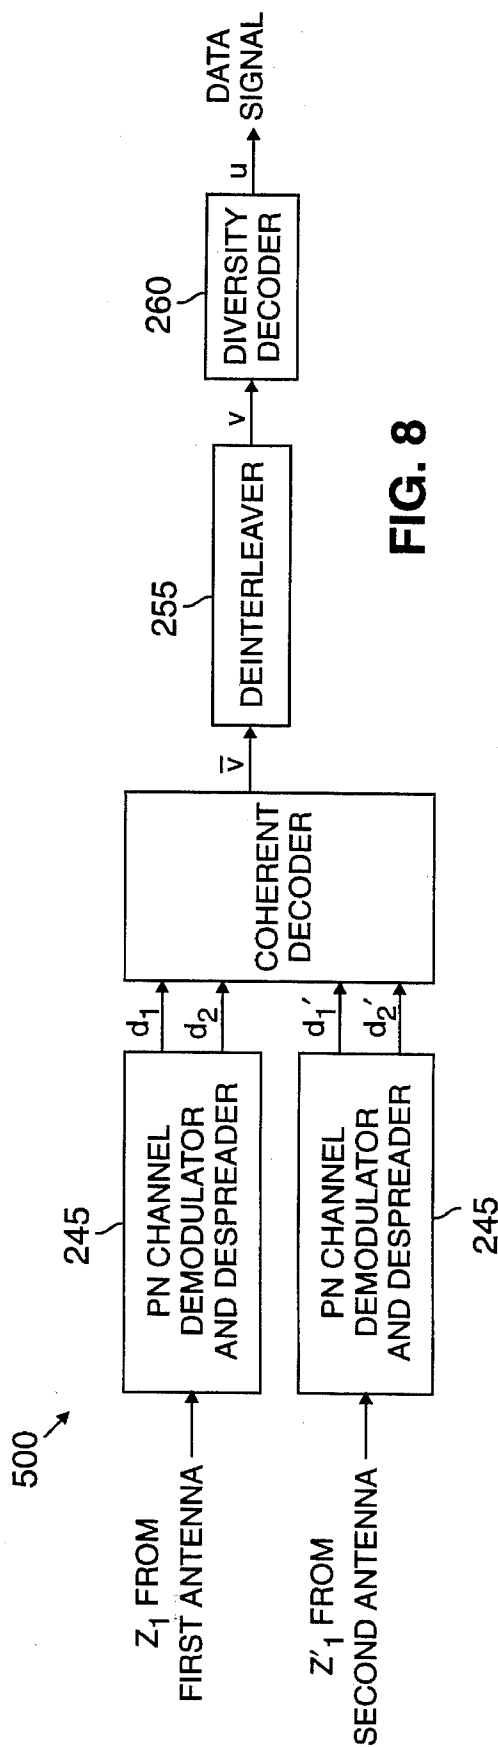 500
Z1 FROM
FIRST ANTENNA
Z'1 FROM
SECOND ANTENNA
245
PN CHANNEL
DEMODULATOR
AND DESPREADER
PN CHANNEL
DEMODULATOR
AND DESPREADER
245
d1
d2
d1'
d2'
COHERENT
DECODER
v̅
255
DEINTERLEAVER
v
260
DIVERSITY
DECODER
u
DATA
SIGNAL
FIG. 8